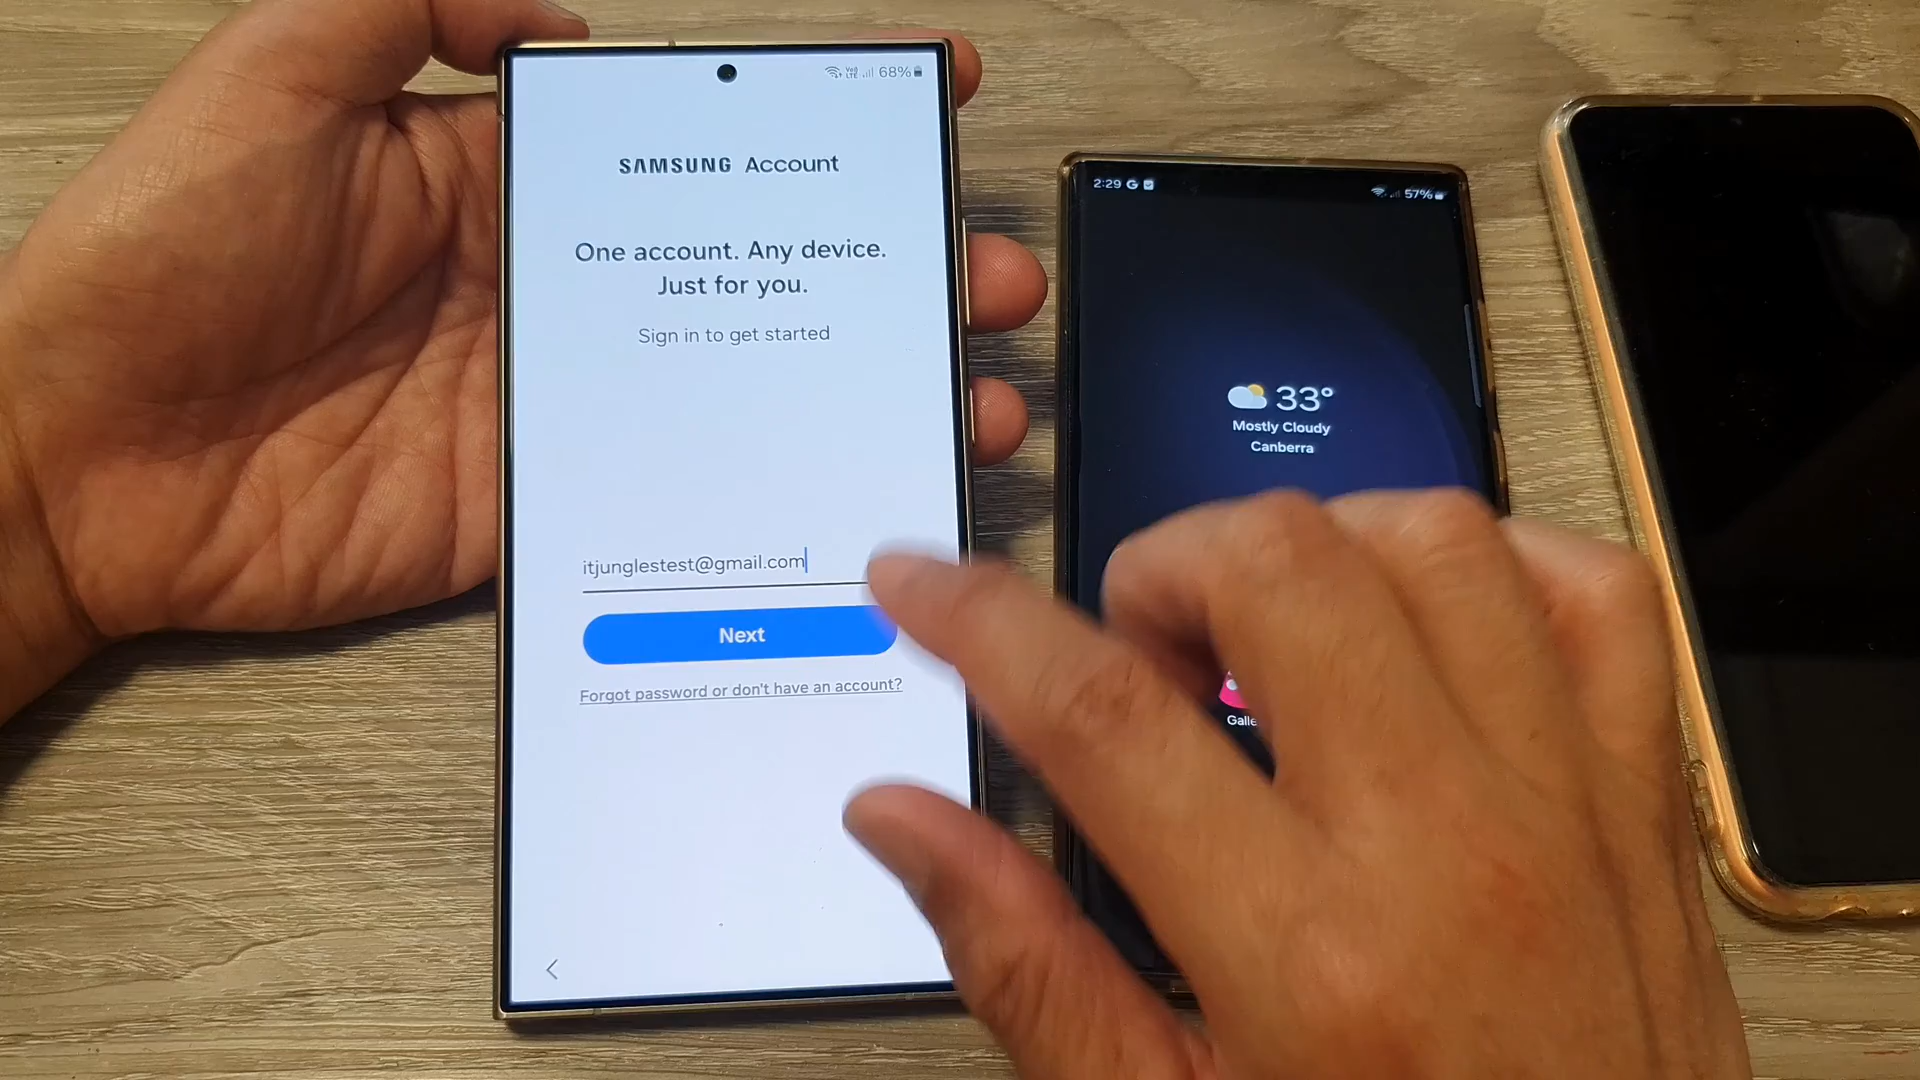 68%
SAMSUNG Account
One account. Any device.
Just for you.
Sign in to get started
itjunglestest@gmail.com
Next
Forgot password or don't have an account?
2:29 G
57%
33°
Mostly Cloudy
Canberra
Galle